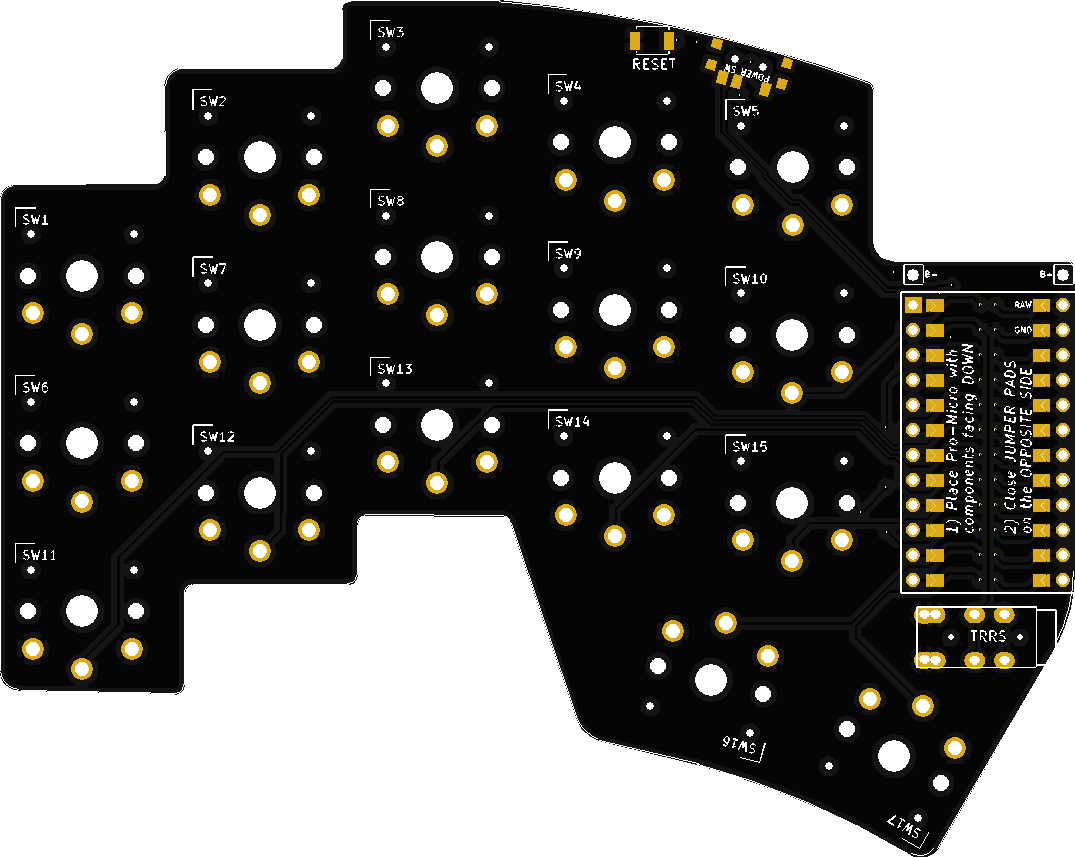 SW3
RESET
POWER SW
SW4
SW2
SW5
SW8
SW1
SW9
SW7
SW10
B-
B-
RAW
GND
SW13
SW6
SW14
SW12
SW15
1) Place Pro-Micro with
components facing DOWN
2) Close JUMPER PADS
on the OPPOSITE SIDE
SW11
TRRS
SW16
SW17